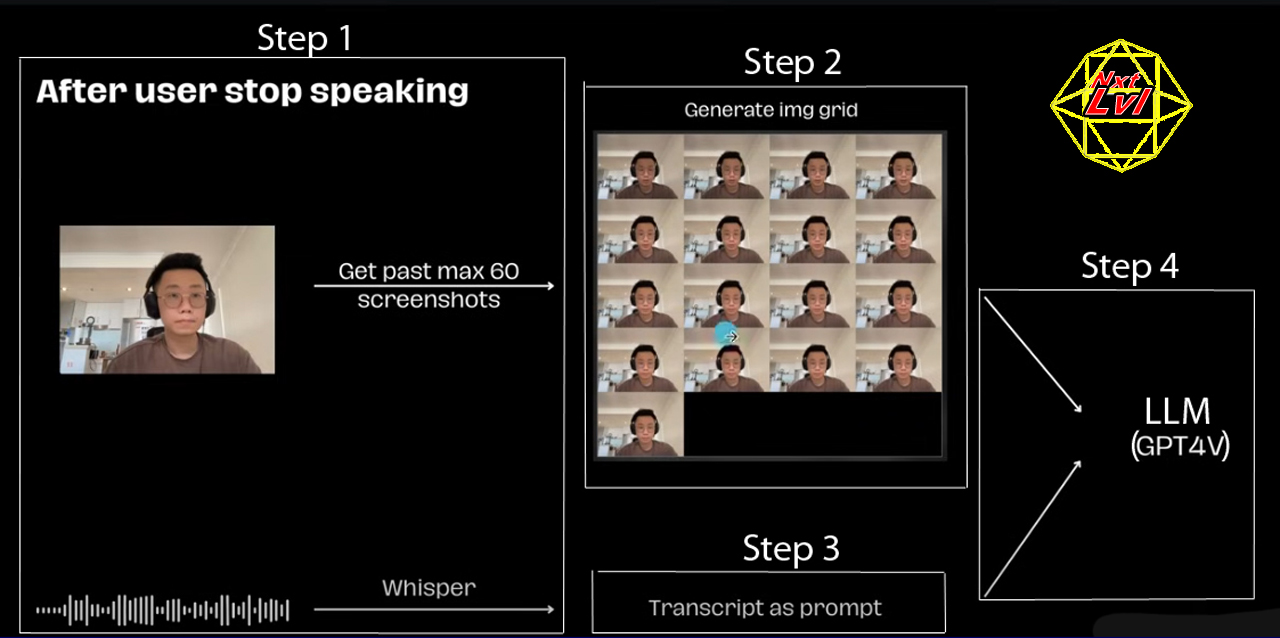 Step 1
After user stop speaking
Get past max 60
screenshots
Whisper
Step 2
Generate img grid
Step 3
Transcript as prompt
Nxt
Lvl
Step 4
LLM
(GPT4V)